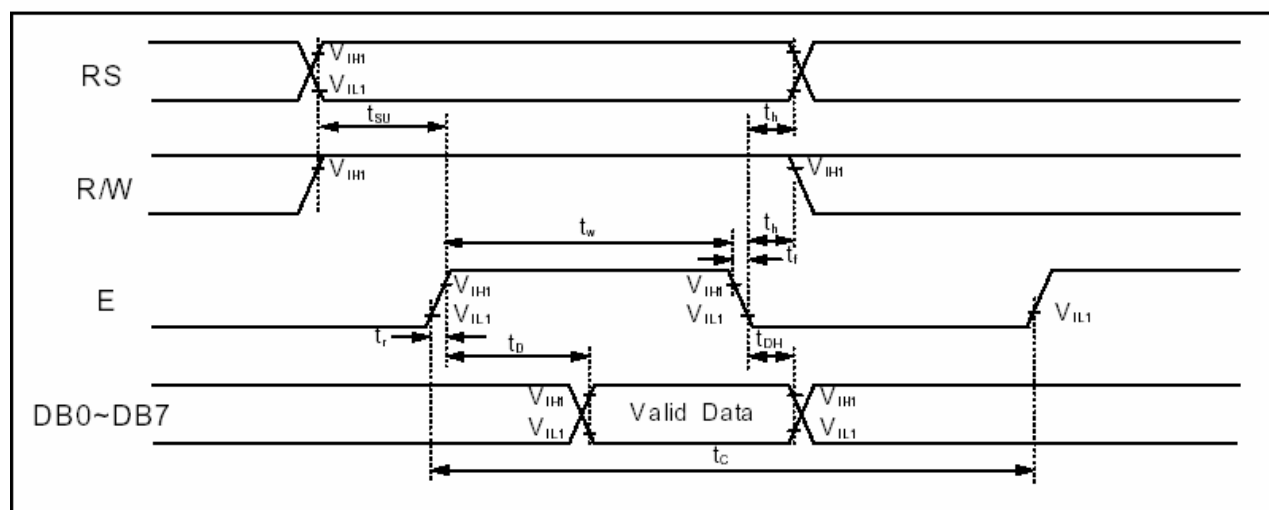 RS
VIH1
VIL1
tSU
th
R/W
VIH1
VIH1
tw
th
tf
E
VIH1
VIL1
VIH1
VIL1
VIL1
tr
tD
tDH
DB0~DB7
VIH1
VIL1
Valid Data
VIH1
VIL1
tC